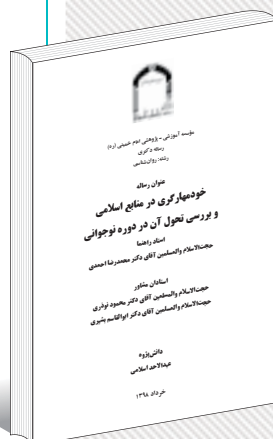 مؤسسه آموزشی - پژوهشی امام خمینی (ره)
رساله دکتری
رشته: روان‌شناسی
عنوان رساله
خودمهارگری در منابع اسلامی
و بررسی تحول آن در دوره نوجوانی
استاد راهنما
حجت‌الاسلام والمسلمین آقای دکتر محمدرضا احمدی
استادان مشاور
حجت‌الاسلام والمسلمین آقای دکتر محمود نوذری
حجت‌الاسلام والمسلمین آقای دکتر ابوالقاسم بشیری
دانش‌پژوه
عبدالاحد اسلامی
خرداد ۱۳۹۸